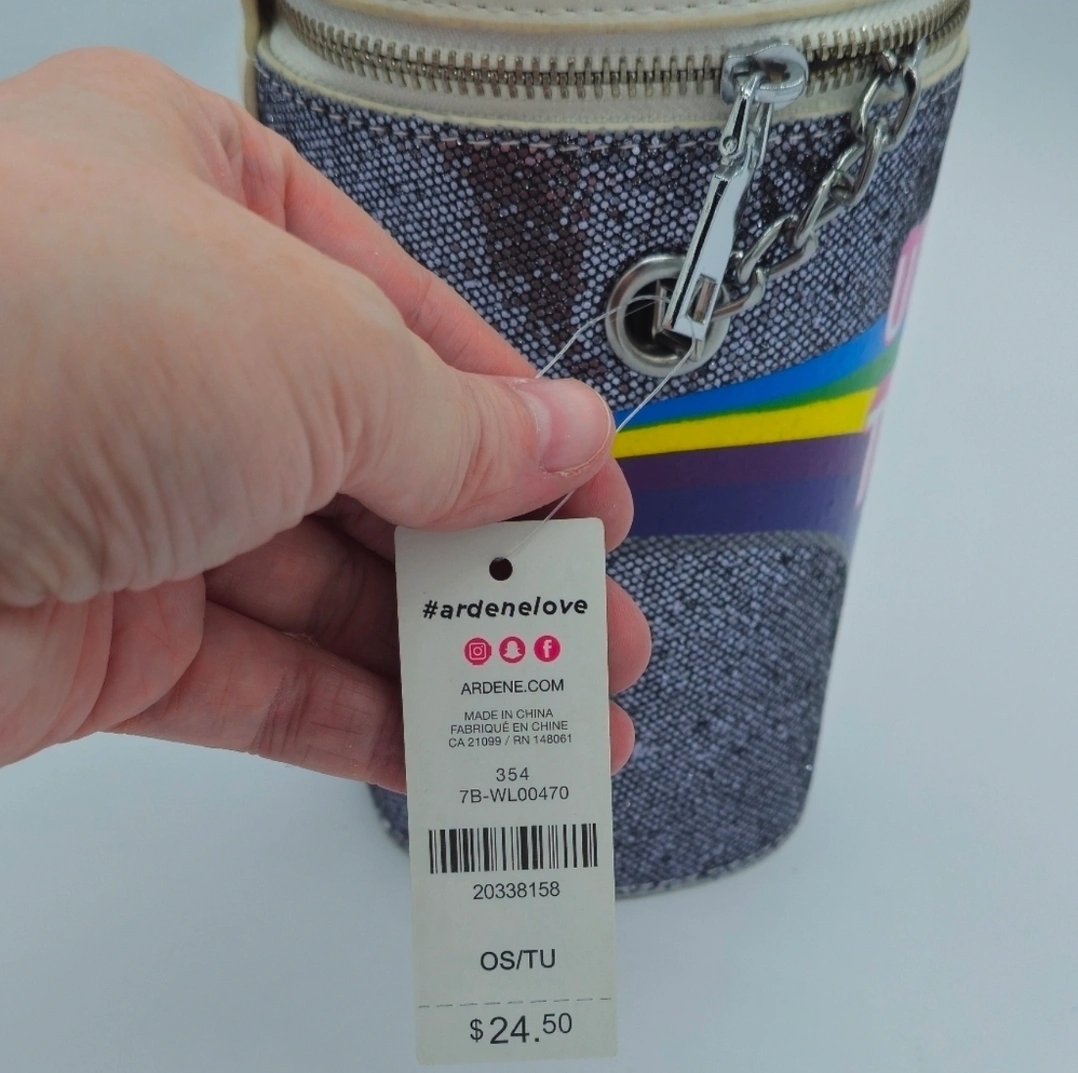 #ardenelove
ARDENE.COM
MADE IN CHINA
FABRIQUÉ EN CHINE
CA 21099 / RN 148061
354
7B-WL00470
20338158
OS/TU
$24.50